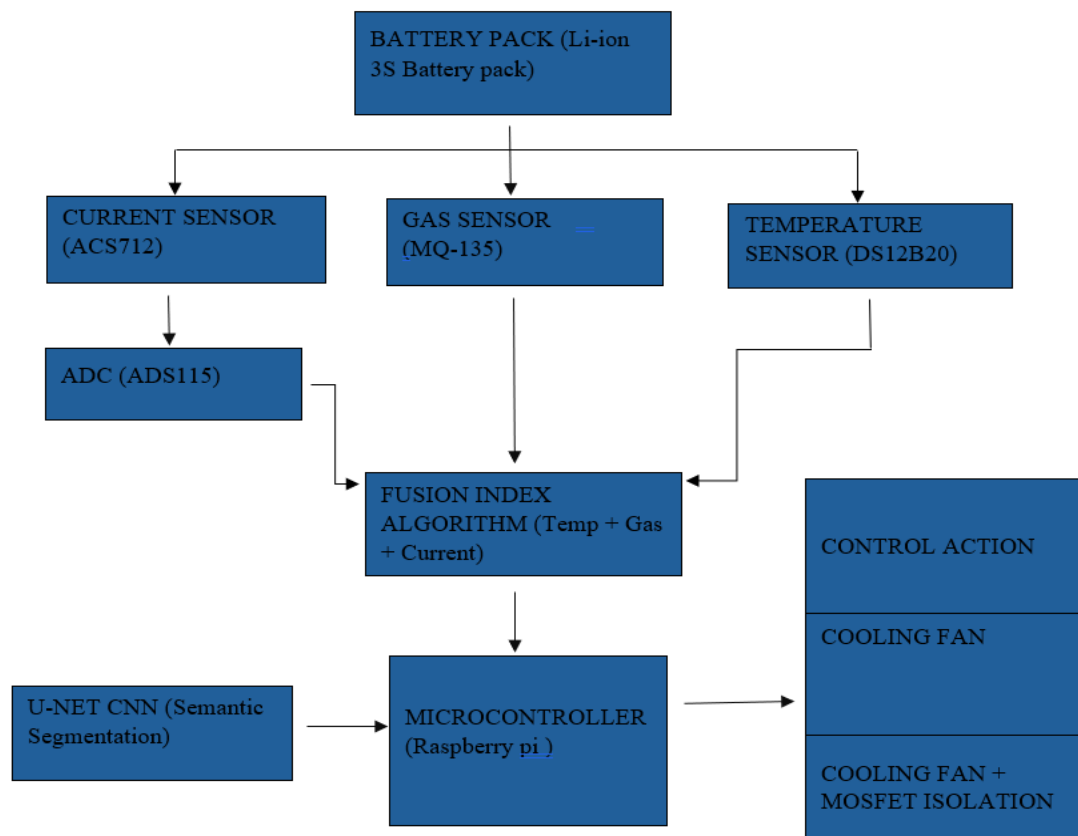 BATTERY PACK (Li-ion
3S Battery pack)
CURRENT SENSOR
(ACS712)
GAS SENSOR
(MQ-135)
TEMPERATURE
SENSOR (DS12B20)
ADC (ADS115)
FUSION INDEX
ALGORITHM (Temp + Gas
+ Current)
CONTROL ACTION
COOLING FAN
COOLING FAN +
MOSFET ISOLATION
U-NET CNN (Semantic
Segmentation)
MICROCONTROLLER
(Raspberry pi )